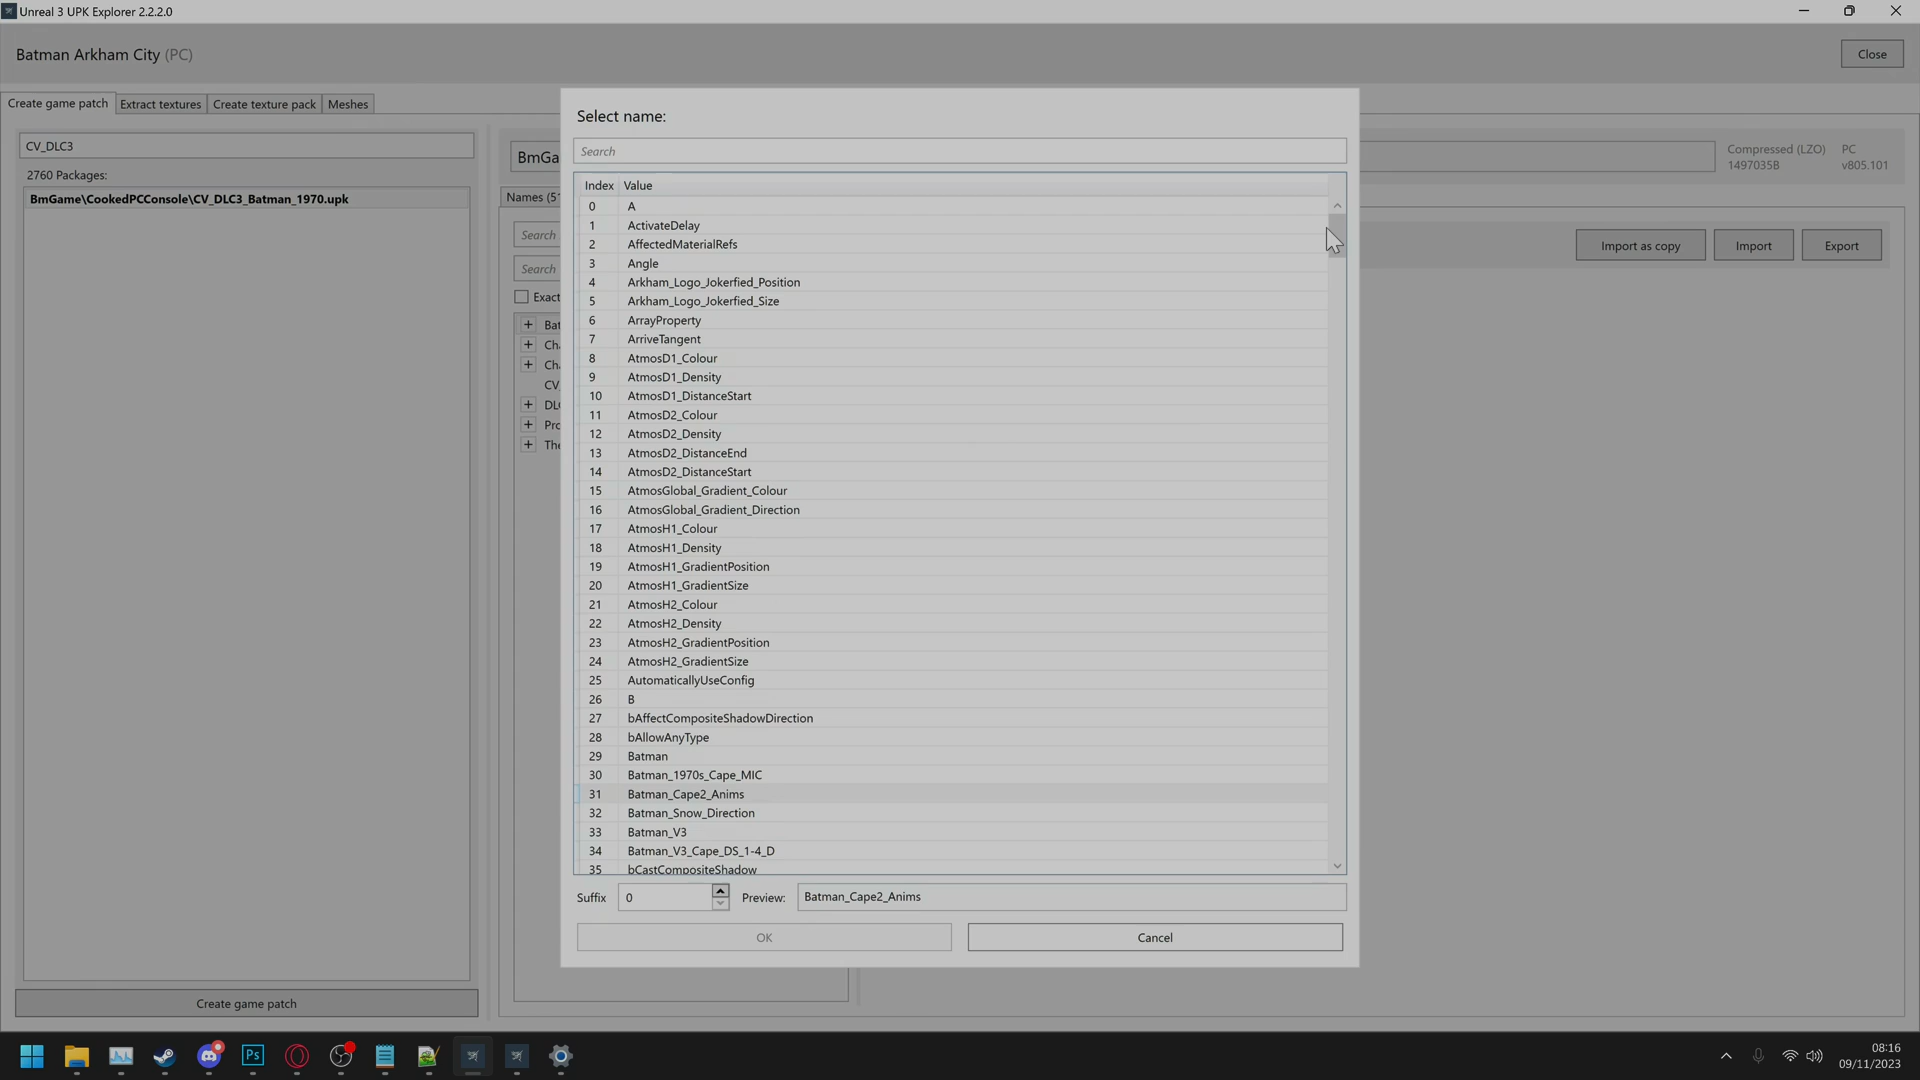 Unreal 3 UPK Explorer 2.2.2.0
Batman Arkham City (PC)
Close
Create game patch
Extract textures
Create texture pack
Meshes
CV_DLC3
2760 Packages:
BmGame\CookedPCConsole\CV_DLC3_Batman_1970.upk
Create game patch
BmGa
Compressed (LZO)
1497035B
PC
v805.101
Names (51
Search
Search
Exact
Bat
Cha
Cha
CV
DLC
Pro
The
Import as copy
Import
Export
Select name:
Search
Index Value
0 A
1 ActivateDelay
2 AffectedMaterialRefs
3 Angle
4 Arkham_Logo_Jokerfied_Position
5 Arkham_Logo_Jokerfied_Size
6 ArrayProperty
7 ArriveTangent
8 AtmosD1_Colour
9 AtmosD1_Density
10 AtmosD1_DistanceStart
11 AtmosD2_Colour
12 AtmosD2_Density
13 AtmosD2_DistanceEnd
14 AtmosD2_DistanceStart
15 AtmosGlobal_Gradient_Colour
16 AtmosGlobal_Gradient_Direction
17 AtmosH1_Colour
18 AtmosH1_Density
19 AtmosH1_GradientPosition
20 AtmosH1_GradientSize
21 AtmosH2_Colour
22 AtmosH2_Density
23 AtmosH2_GradientPosition
24 AtmosH2_GradientSize
25 AutomaticallyUseConfig
26 B
27 bAffectCompositeShadowDirection
28 bAllowAnyType
29 Batman
30 Batman_1970s_Cape_MIC
31 Batman_Cape2_Anims
32 Batman_Snow_Direction
33 Batman_V3
34 Batman_V3_Cape_DS_1-4_D
35 bCastCompositeShadow
Suffix 0 Preview: Batman_Cape2_Anims
OK
Cancel
Ps
08:16
09/11/2023